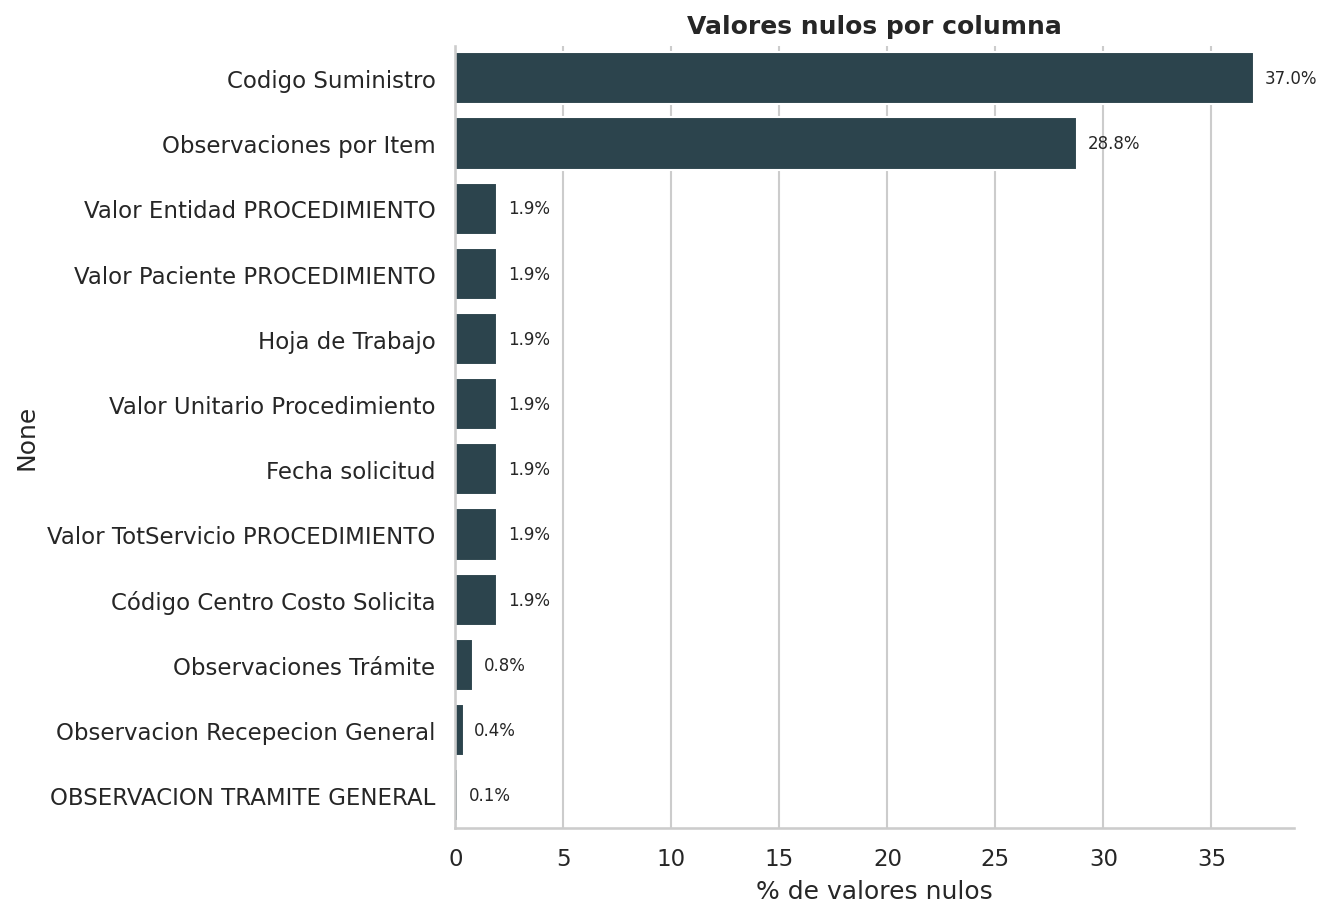 Valores nulos por columna
Codigo Suministro
37.0%
Observaciones por Item
28.8%
Valor Entidad PROCEDIMIENTO
1.9%
Valor Paciente PROCEDIMIENTO
1.9%
Hoja de Trabajo
1.9%
Valor Unitario Procedimiento
1.9%
Fecha solicitud
1.9%
Valor TotServicio PROCEDIMIENTO
1.9%
Código Centro Costo Solicita
1.9%
Observaciones Trámite
0.8%
Observacion Recepecion General
0.4%
OBSERVACION TRAMITE GENERAL
0.1%
None
0 5 10 15 20 25 30 35
% de valores nulos